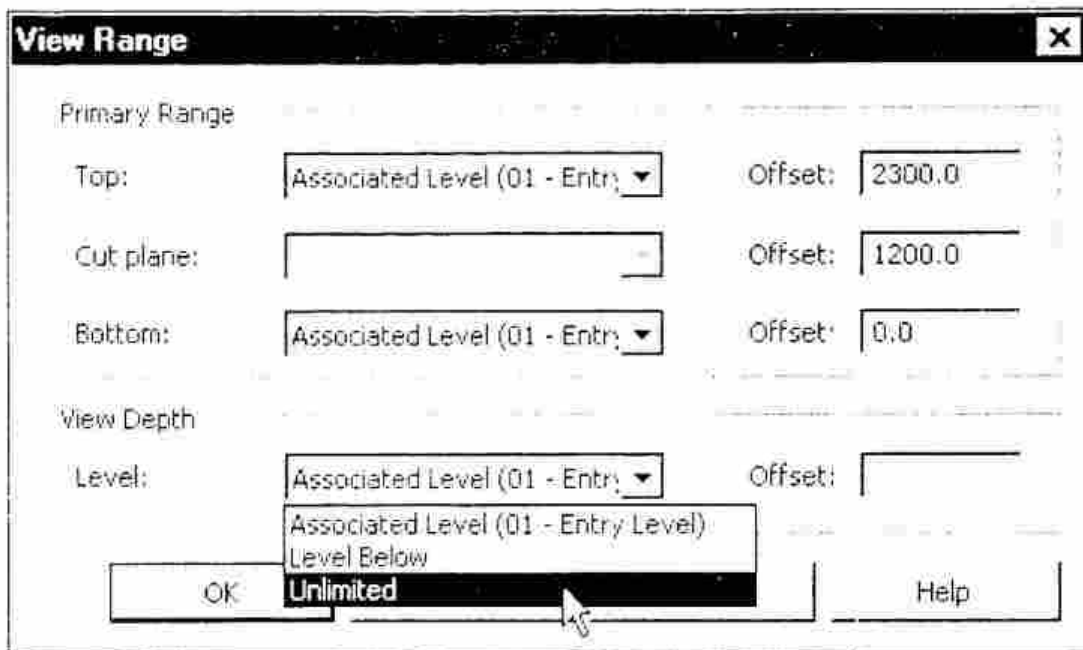 View Range
Primary Range
Top: Associated Level (01 - Entry Offset: 2300.0
Cut plane: Offset: 1200.0
Bottom: Associated Level (01 - Entry Offset: 0.0
View Depth
Level: Associated Level (01 - Entry Offset:
Associated Level (01 - Entry Level)
Level Below
Unlimited
OK Help